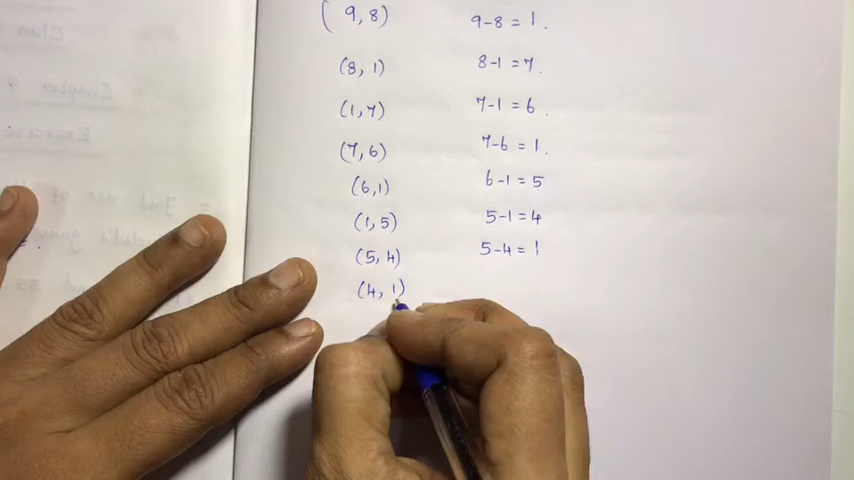 (9, 8) 9-8 = 1.
(8, 1) 8-1 = 7.
(1, 7) 7-1 = 6.
(7, 6) 7-6 = 1.
(6, 1) 6-1 = 5
(1, 5) 5-1 = 4
(5, 4) 5-4 = 1
(4, 1)